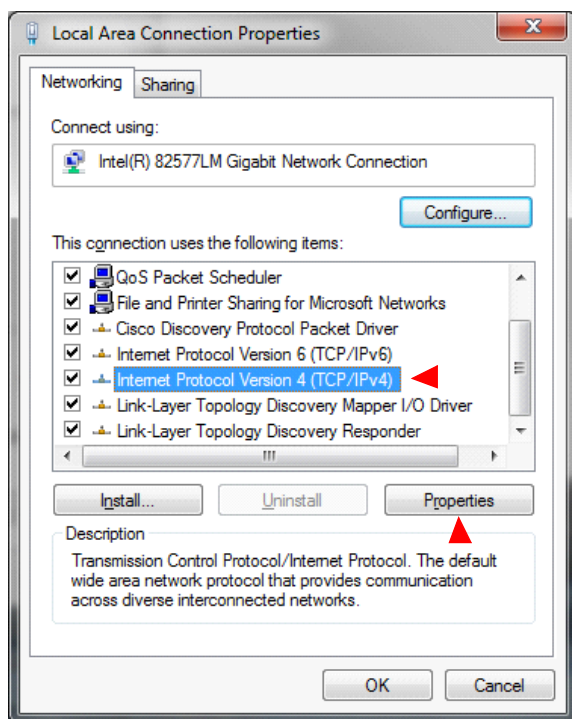 Local Area Connection Properties
Networking
Sharing
Connect using:
Intel(R) 82577LM Gigabit Network Connection
Configure...
This connection uses the following items:
QoS Packet Scheduler
File and Printer Sharing for Microsoft Networks
Cisco Discovery Protocol Packet Driver
Internet Protocol Version 6 (TCP/IPv6)
Internet Protocol Version 4 (TCP/IPv4)
Link-Layer Topology Discovery Mapper I/O Driver
Link-Layer Topology Discovery Responder
Install...
Uninstall
Properties
Description
Transmission Control Protocol/Internet Protocol. The default
wide area network protocol that provides communication
across diverse interconnected networks.
OK
Cancel